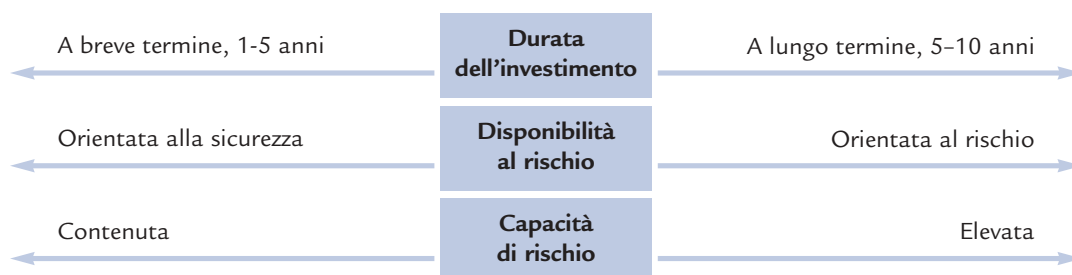 A breve termine, 1-5 anni
Durata
dell'investimento
A lungo termine, 5–10 anni
Orientata alla sicurezza
Disponibilità
al rischio
Orientata al rischio
Contenuta
Capacità
di rischio
Elevata